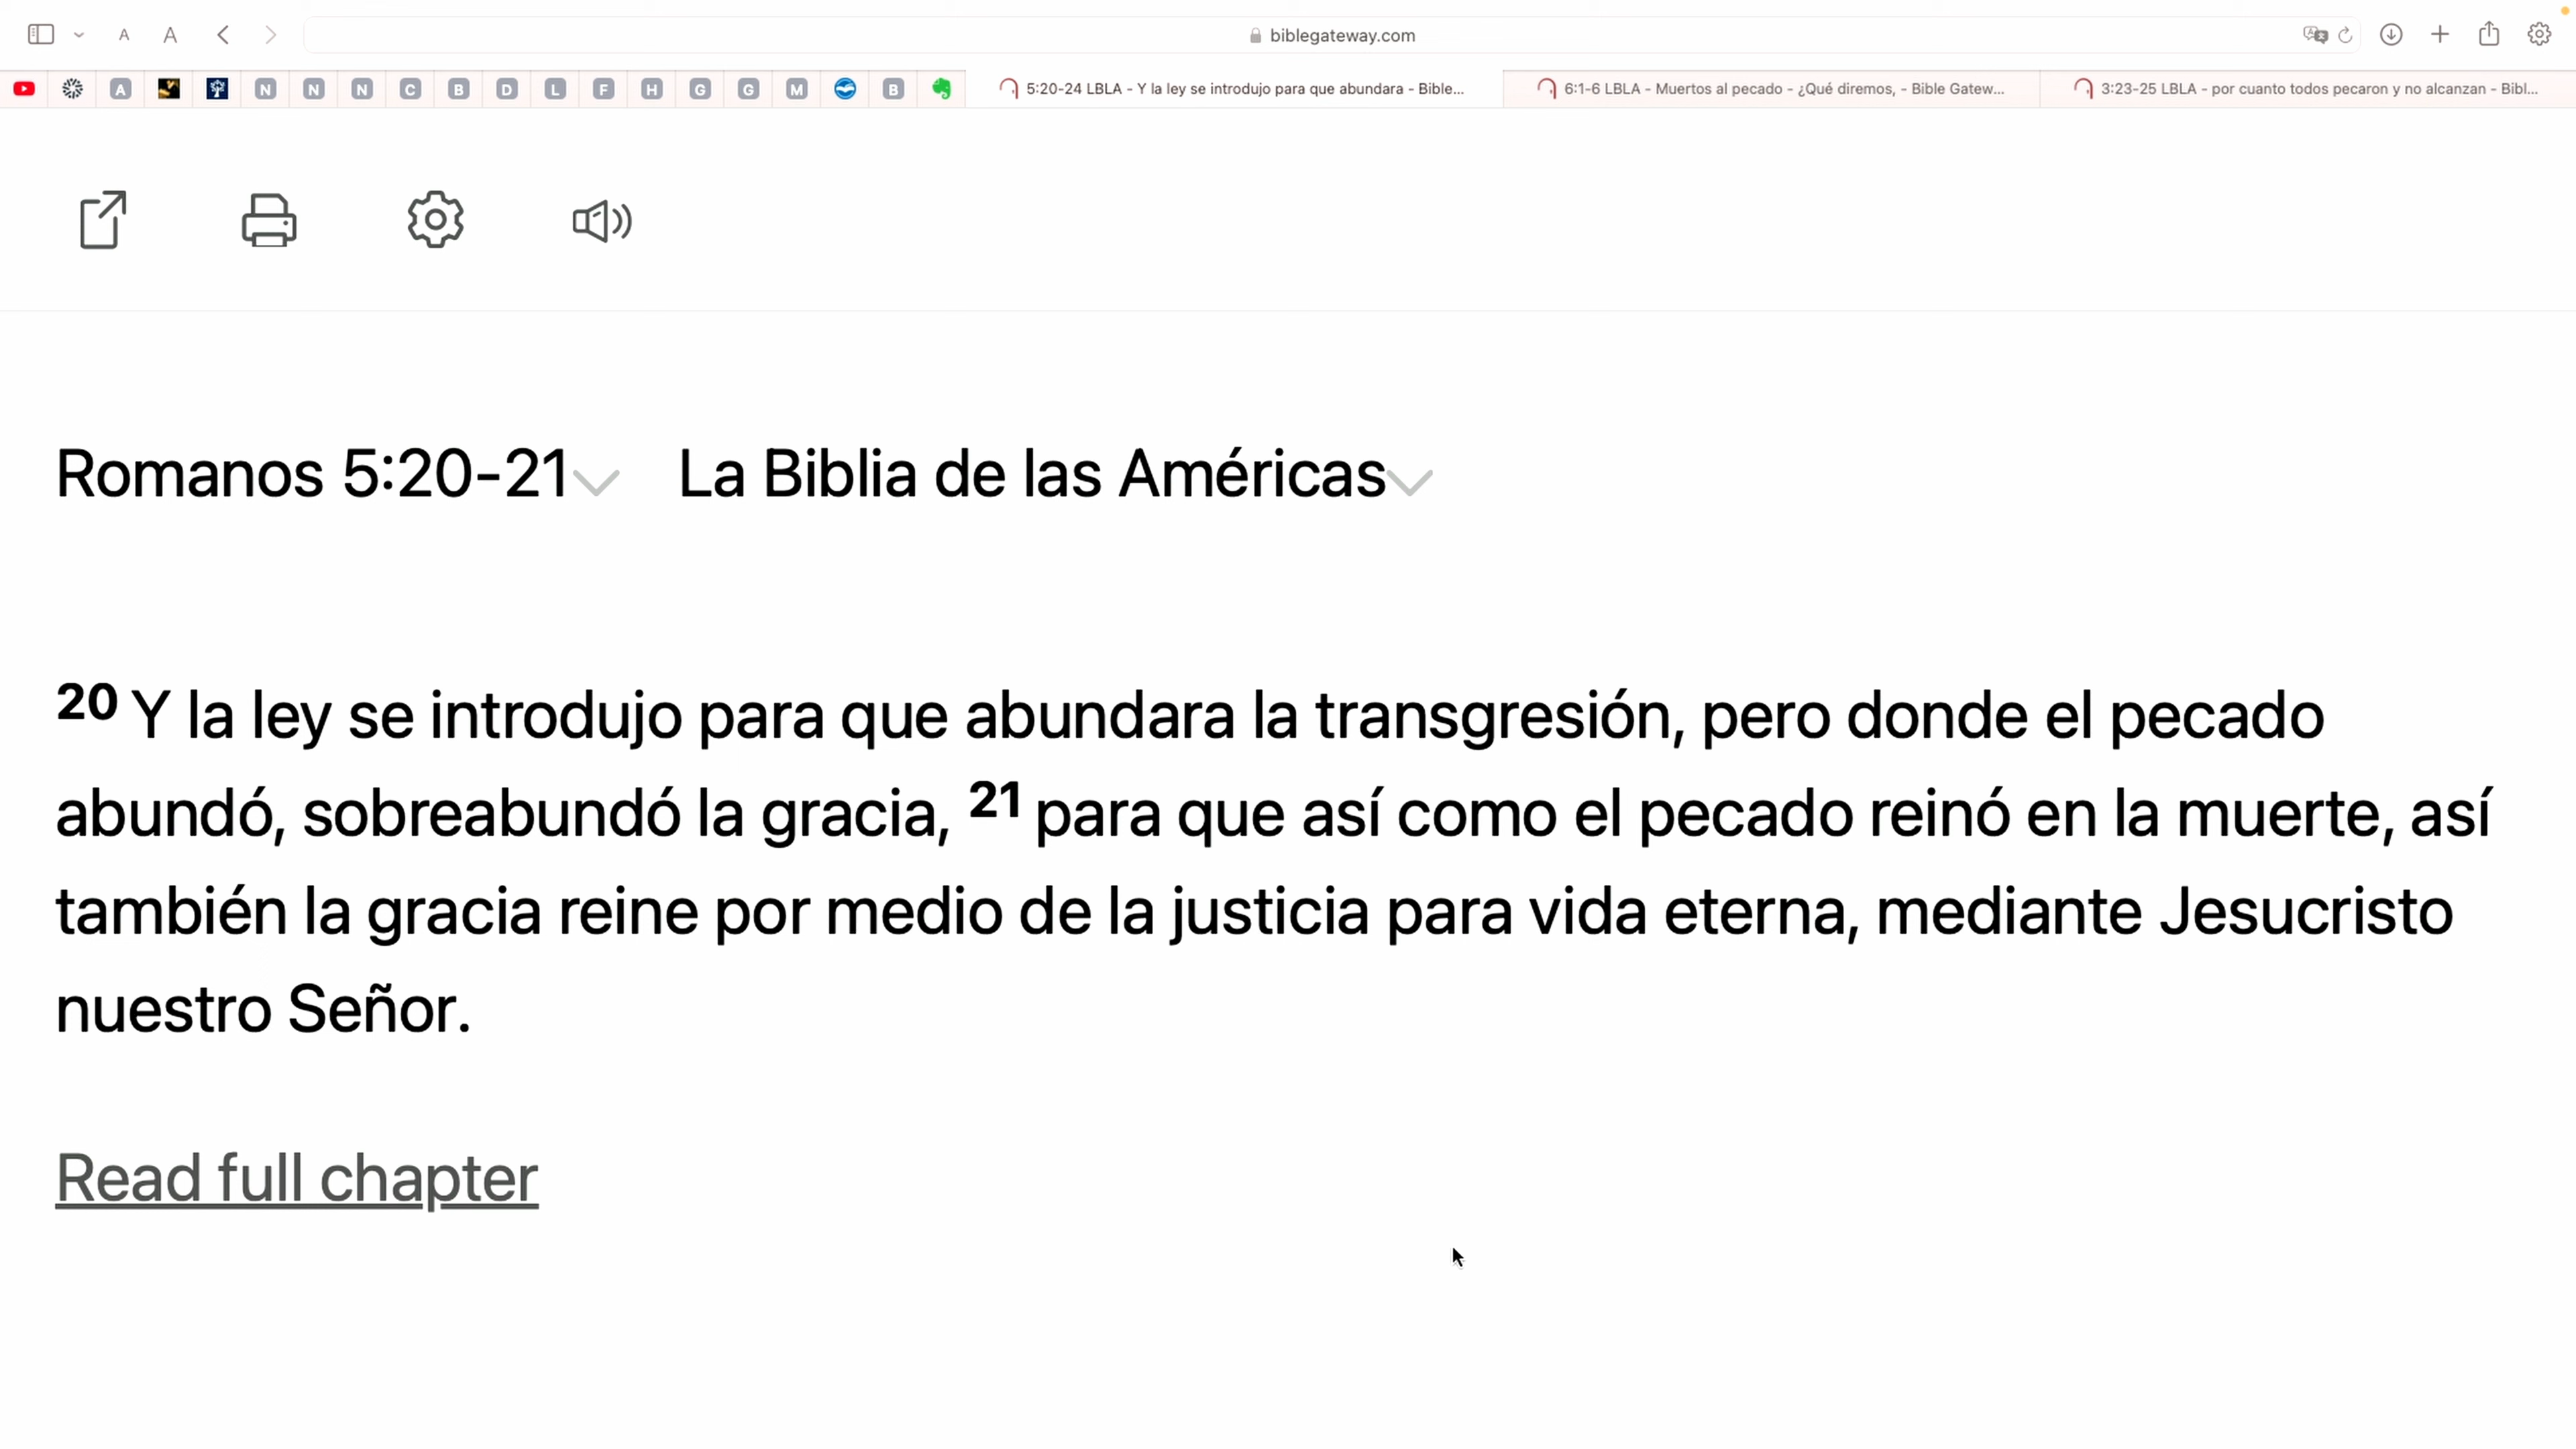 A A biblegateway.com
A N N N C B D L F H G G M B 5:20-24 LBLA - Y la ley se introdujo para que abundara - Bible... 6:1-6 LBLA - Muertos al pecado - ¿Qué diremos, - Bible Gatew... 3:23-25 LBLA - por cuanto todos pecaron y no alcanzan - Bibl...
Romanos 5:20-21 La Biblia de las Américas
20 Y la ley se introdujo para que abundara la transgresión, pero donde el pecado
abundó, sobreabundó la gracia, 21 para que así como el pecado reinó en la muerte, así
también la gracia reine por medio de la justicia para vida eterna, mediante Jesucristo
nuestro Señor.
Read full chapter